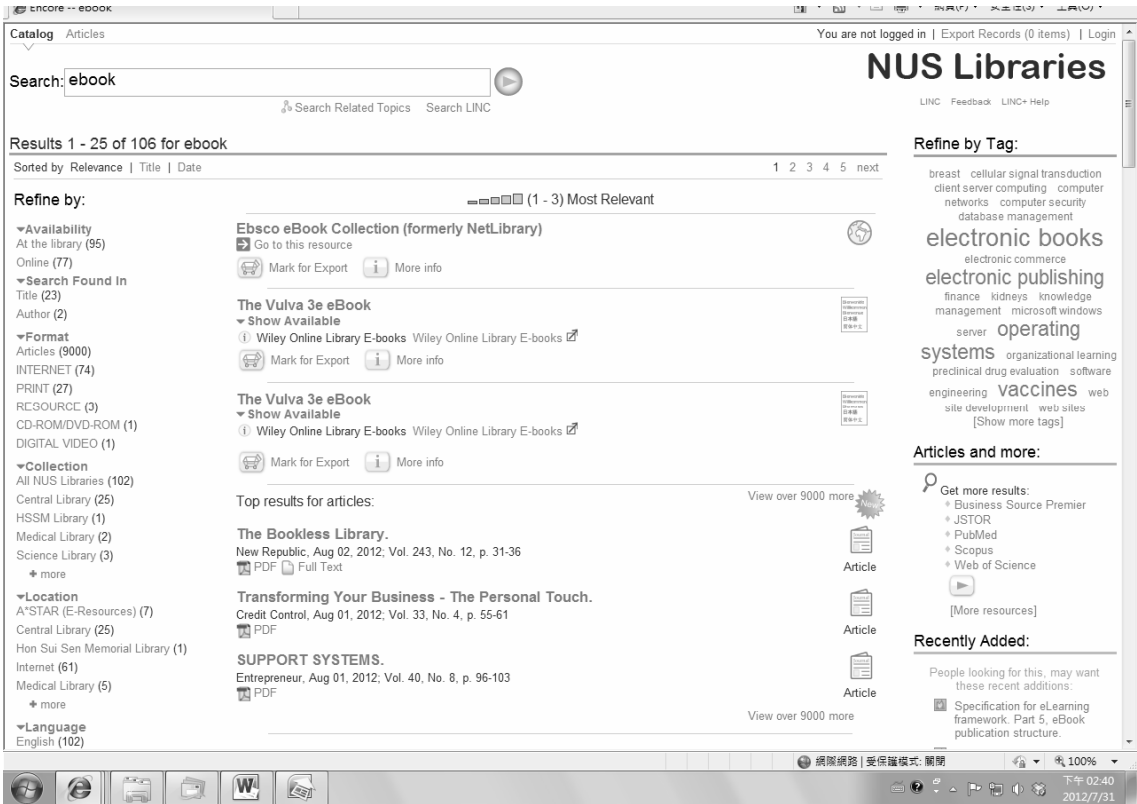 Encore -- ebook
網頁(P) 安全性(S) 工具(O)
Catalog Articles
You are not logged in | Export Records (0 items) | Login
Search: ebook
Search Related Topics Search LINC
NUS Libraries
LINC Feedback LINC+ Help
Results 1 - 25 of 106 for ebook
Sorted by Relevance | Title | Date
1 2 3 4 5 next
Refine by:
▾Availability
At the library (95)
Online (77)
▾Search Found In
Title (23)
Author (2)
▾Format
Articles (9000)
INTERNET (74)
PRINT (27)
RESOURCE (3)
CD-ROM/DVD-ROM (1)
DIGITAL VIDEO (1)
▾Collection
All NUS Libraries (102)
Central Library (25)
HSSM Library (1)
Medical Library (2)
Science Library (3)
+ more
▾Location
A*STAR (E-Resources) (7)
Central Library (25)
Hon Sui Sen Memorial Library (1)
Internet (61)
Medical Library (5)
+ more
▾Language
English (102)
(1 - 3) Most Relevant
Ebsco eBook Collection (formerly NetLibrary)
Go to this resource
Mark for Export More info
The Vulva 3e eBook
▾ Show Available
Wiley Online Library E-books Wiley Online Library E-books
Mark for Export More info
The Vulva 3e eBook
▾ Show Available
Wiley Online Library E-books Wiley Online Library E-books
Mark for Export More info
Top results for articles:
View over 9000 more
New
The Bookless Library.
New Republic, Aug 02, 2012; Vol. 243, No. 12, p. 31-36
PDF Full Text
Article
Transforming Your Business - The Personal Touch.
Credit Control, Aug 01, 2012; Vol. 33, No. 4, p. 55-61
PDF
Article
SUPPORT SYSTEMS.
Entrepreneur, Aug 01, 2012; Vol. 40, No. 8, p. 96-103
PDF
Article
View over 9000 more
Refine by Tag:
breast cellular signal transduction
client server computing computer
networks computer security
database management
electronic books
electronic commerce
electronic publishing
finance kidneys knowledge
management microsoft windows
server operating
systems organizational learning
preclinical drug evaluation software
engineering vaccines web
site development web sites
[Show more tags]
Articles and more:
Get more results:
Business Source Premier
JSTOR
PubMed
Scopus
Web of Science
[More resources]
Recently Added:
People looking for this, may want
these recent additions:
Specification for eLearning
framework. Part 5, eBook
publication structure.
網際網路 | 受保護模式: 關閉
100%
下午 02:40
2012/7/31